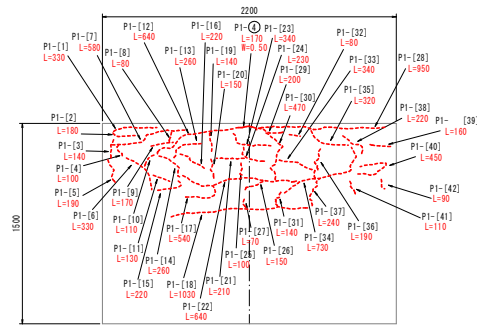 2200
1500
P1-[1]
L=330
P1-[7]
L=580
P1-[8]
L=80
P1-[12]
L=640
P1-[13]
L=260
P1-[16]
L=220
P1-[19]
L=140
P1-[20]
L=150
④
L=170
W=0.50
P1-[23]
L=340
P1-[24]
L=230
P1-[29]
L=200
P1-[30]
L=470
P1-[32]
L=80
P1-[33]
L=340
P1-[35]
L=320
P1-[28]
L=950
P1-[38]
L=220
P1-[39]
L=160
P1-[40]
L=450
P1-[42]
L=90
P1-[41]
L=110
P1-[2]
L=180
P1-[3]
L=140
P1-[4]
L=100
P1-[5]
L=190
P1-[6]
L=330
P1-[9]
L=170
P1-[10]
L=110
P1-[11]
L=130
P1-[15]
L=220
P1-[14]
L=260
P1-[17]
L=540
P1-[18]
L=1030
P1-[22]
L=640
P1-[21]
L=210
P1-[25]
L=100
P1-[27]
L=70
P1-[26]
L=150
P1-[31]
L=140
P1-[34]
L=730
P1-[37]
L=240
P1-[36]
L=190